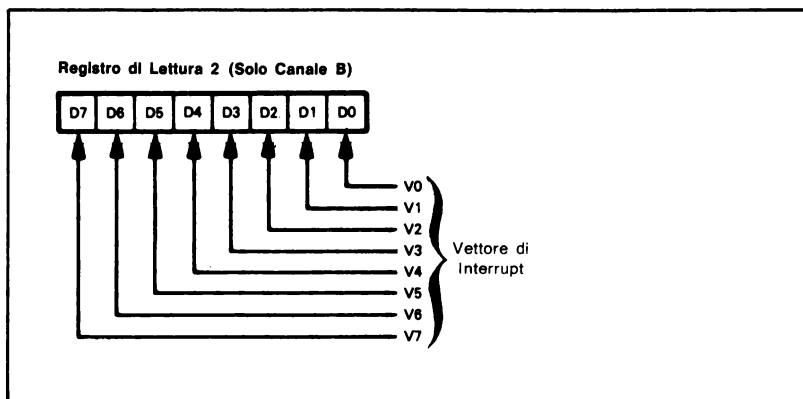 Registro di Lettura 2 (Solo Canale B)
D7 D6 D5 D4 D3 D2 D1 D0
V0
V1
V2
V3
V4
V5
V6
V7
Vettore di
Interrupt